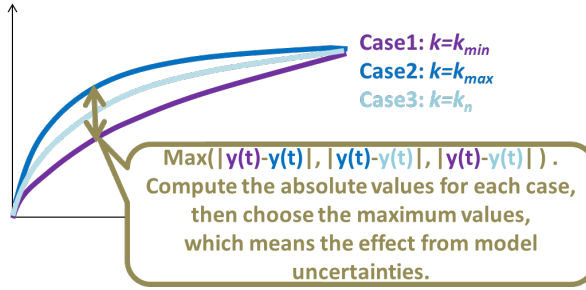 Case1: k=kmin
Case2: k=kmax
Case3: k=kn
Max(|y(t)-y(t)|, |y(t)-y(t)|, |y(t)-y(t)| ) .
Compute the absolute values for each case,
then choose the maximum values,
which means the effect from model
uncertainties.